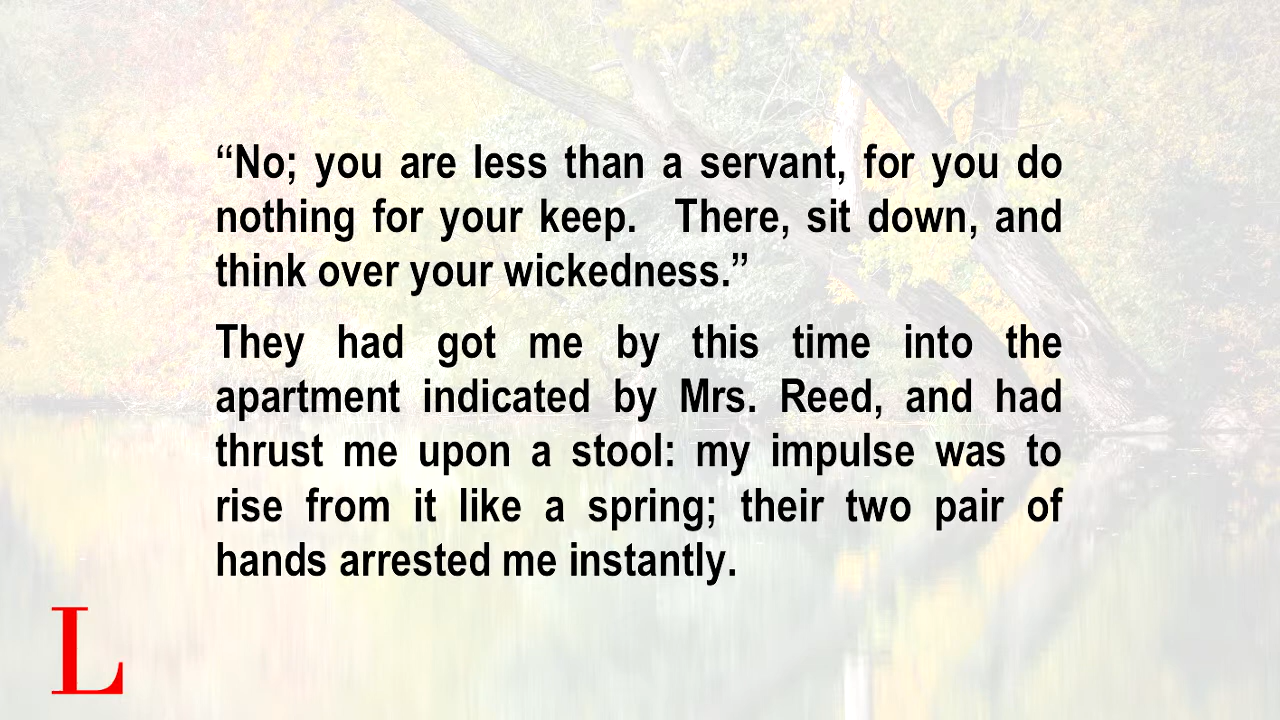 “No; you are less than a servant, for you do
nothing for your keep.  There, sit down, and
think over your wickedness.”
They had got me by this time into the
apartment indicated by Mrs. Reed, and had
thrust me upon a stool: my impulse was to
rise from it like a spring; their two pair of
hands arrested me instantly.
L